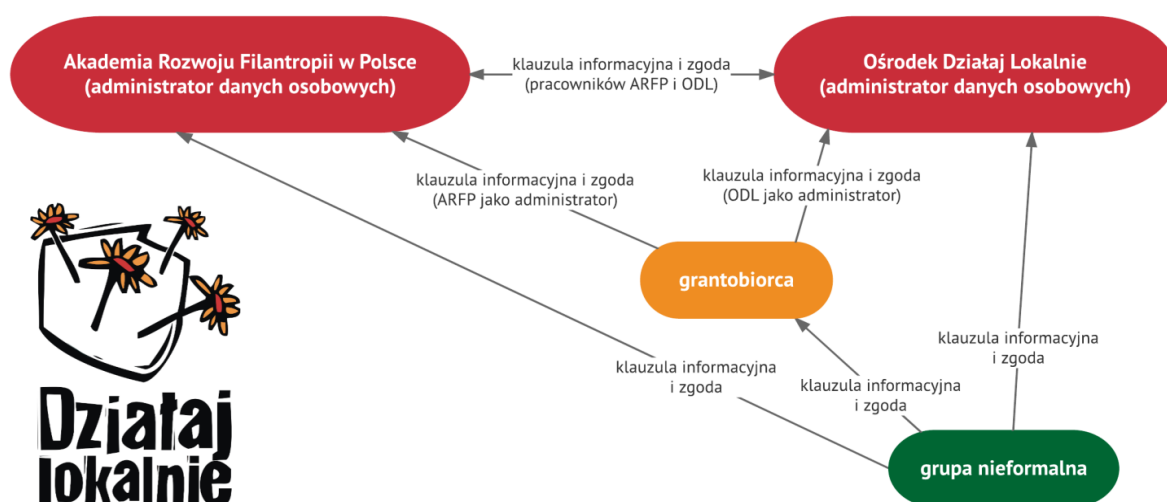 Akademia Rozwoju Filantropii w Polsce
(administrator danych osobowych)
klauzula informacyjna i zgoda
(pracowników ARFP i ODL)
Ośrodek Działaj Lokalnie
(administrator danych osobowych)
klauzula informacyjna i zgoda
(ARFP jako administrator)
klauzula informacyjna i zgoda
(ODL jako administrator)
grantobiorca
klauzula informacyjna
i zgoda
klauzula informacyjna
i zgoda
klauzula informacyjna
i zgoda
grupa nieformalna
Działaj
lokalnie